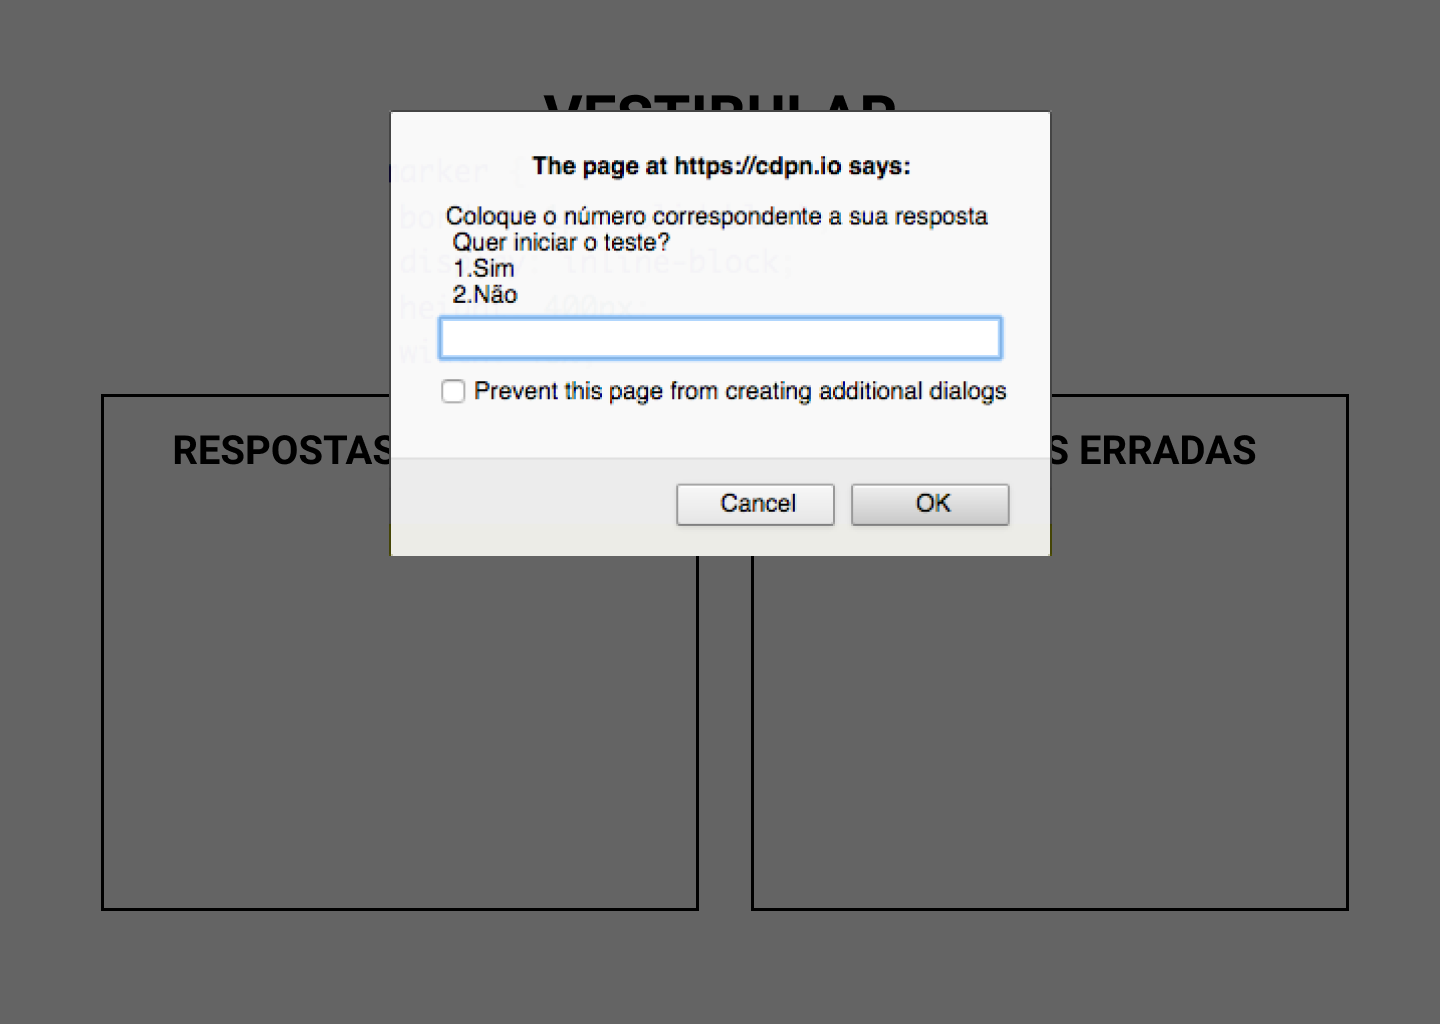 VESTIBULAR
The page at https://cdpn.io says:
Coloque o número correspondente a sua resposta
Quer iniciar o teste?
1.Sim
2.Não
Prevent this page from creating additional dialogs
RESPOSTAS
ERRADAS
Cancel
OK